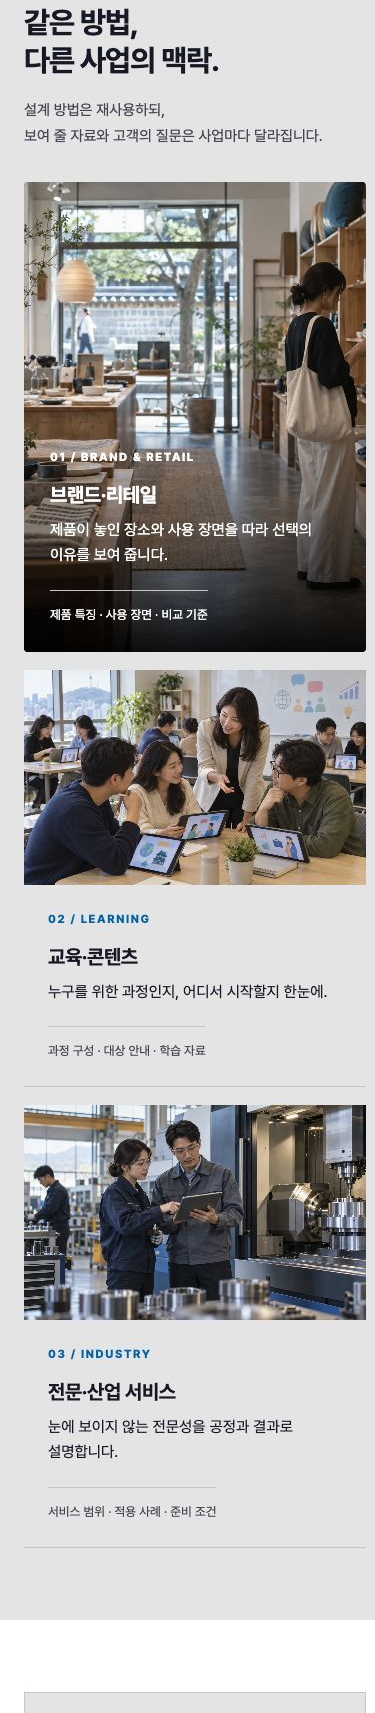 같은 방법,
다른 사업의 맥락.
설계 방법은 재사용하되,
보여 줄 자료와 고객의 질문은 사업마다 달라집니다.
01 / BRAND & RETAIL
브랜드·리테일
제품이 놓인 장소와 사용 장면을 따라 선택의
이유를 보여 줍니다.
제품 특징 · 사용 장면 · 비교 기준
02 / LEARNING
교육·콘텐츠
누구를 위한 과정인지, 어디서 시작할지 한눈에.
과정 구성 · 대상 안내 · 학습 자료
03 / INDUSTRY
전문·산업 서비스
눈에 보이지 않는 전문성을 공정과 결과로
설명합니다.
서비스 범위 · 적용 사례 · 준비 조건